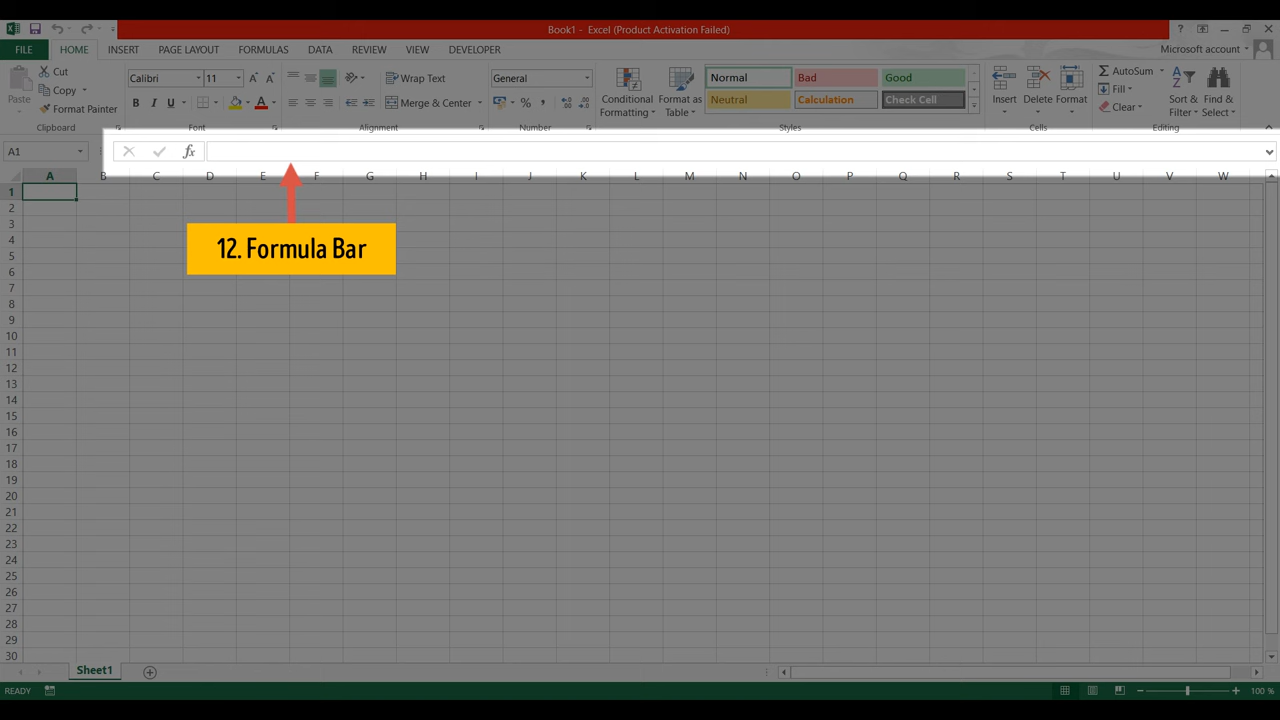 Book1 - Excel (Product Activation Failed)
FILE HOME INSERT PAGE LAYOUT FORMULAS DATA REVIEW VIEW DEVELOPER Microsoft account
Paste
Cut
Copy
Format Painter
Clipboard
Calibri 11
B I U
Font
Wrap Text
Merge & Center
Alignment
General
%
Number
Conditional Formatting
Format as Table
Normal Bad Good
Neutral Calculation Check Cell
Styles
Insert Delete Format
Cells
AutoSum
Fill
Clear
Sort & Filter
Find & Select
Editing
A1 fx
A B C D E F G H I J K L M N O P Q R S T U V W
12. Formula Bar
1
2
3
4
5
6
7
8
9
10
11
12
13
14
15
16
17
18
19
20
21
22
23
24
25
26
27
28
29
30
Sheet1
READY 100 %